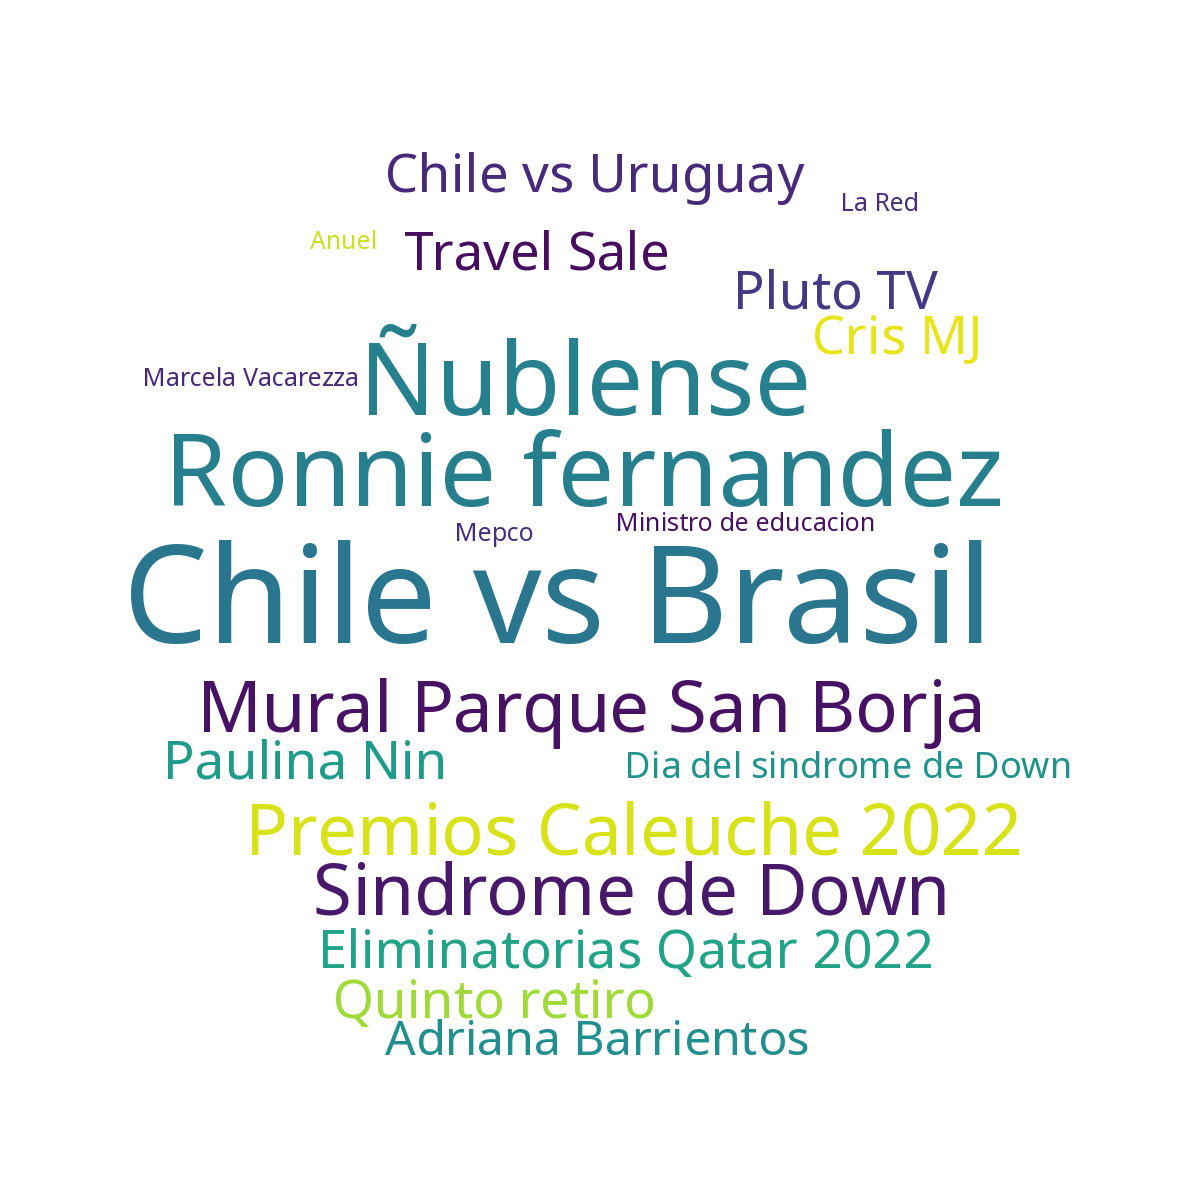 Chile vs Uruguay
La Red
Anuel
Travel Sale
Pluto TV
Cris MJ
Marcela Vacarezza
Ñublense
Ronnie fernandez
Mepco
Ministro de educacion
Chile vs Brasil
Mural Parque San Borja
Paulina Nin
Dia del sindrome de Down
Premios Caleuche 2022
Sindrome de Down
Eliminatorias Qatar 2022
Quinto retiro
Adriana Barrientos